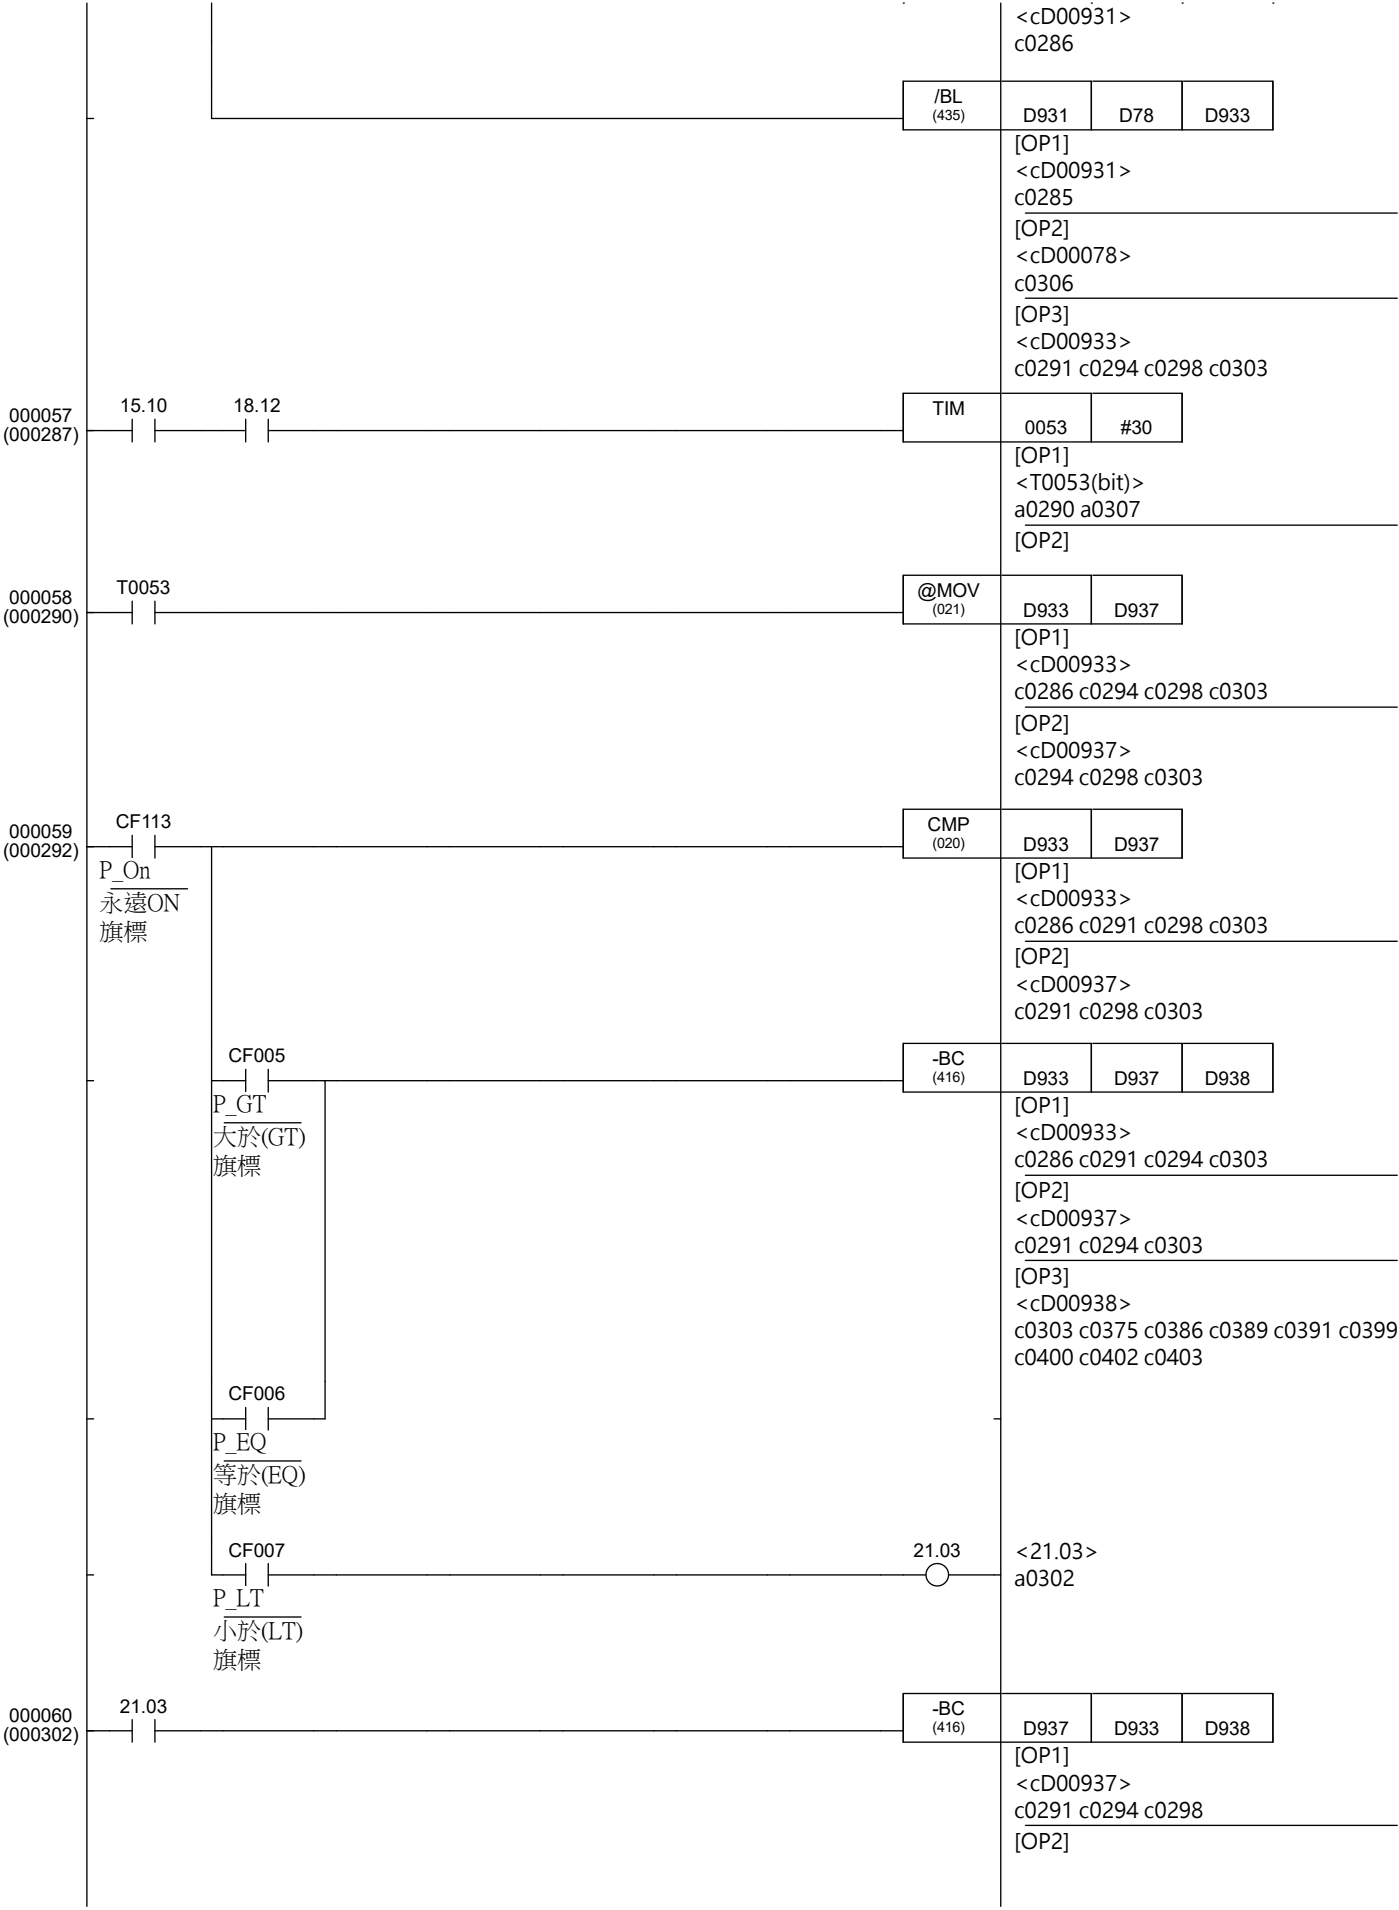 <cD00931>
c0286
/BL
(435)
D931 D78 D933
[OP1]
<cD00931>
c0285
[OP2]
<cD00078>
c0306
[OP3]
<cD00933>
c0291 c0294 c0298 c0303
000057
(000287)
15.10 18.12
TIM
0053 #30
[OP1]
<T0053(bit)>
a0290 a0307
[OP2]
000058
(000290)
T0053
@MOV
(021)
D933 D937
[OP1]
<cD00933>
c0286 c0294 c0298 c0303
[OP2]
<cD00937>
c0294 c0298 c0303
000059
(000292)
CF113
P_On
永遠ON
旗標
CMP
(020)
D933 D937
[OP1]
<cD00933>
c0286 c0291 c0298 c0303
[OP2]
<cD00937>
c0291 c0298 c0303
CF005
P_GT
大於(GT)
旗標
-BC
(416)
D933 D937 D938
[OP1]
<cD00933>
c0286 c0291 c0294 c0303
[OP2]
<cD00937>
c0291 c0294 c0303
[OP3]
<cD00938>
c0303 c0375 c0386 c0389 c0391 c0399
c0400 c0402 c0403
CF006
P_EQ
等於(EQ)
旗標
CF007
P_LT
小於(LT)
旗標
21.03
<21.03>
a0302
000060
(000302)
21.03
-BC
(416)
D937 D933 D938
[OP1]
<cD00937>
c0291 c0294 c0298
[OP2]